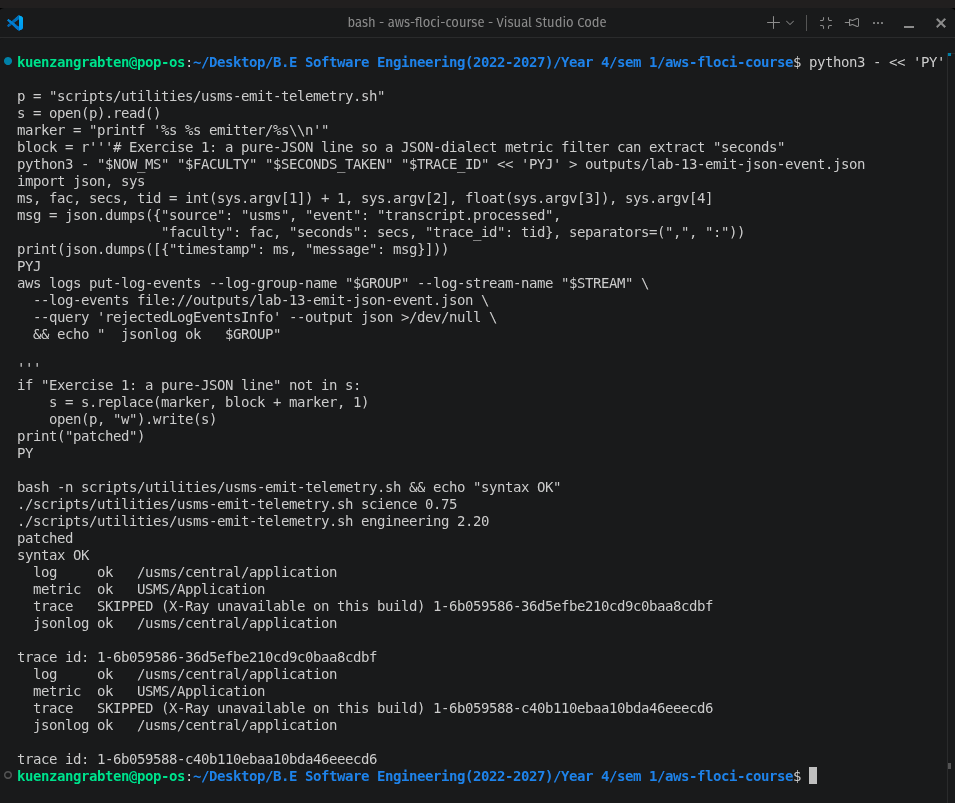 bash - aws-floci-course - Visual Studio Code
kuenzangrabten@pop-os:~/Desktop/B.E Software Engineering(2022-2027)/Year 4/sem 1/aws-floci-course$ python3 - << 'PY'
p = "scripts/utilities/usms-emit-telemetry.sh"
s = open(p).read()
marker = "printf '%s %s emitter/%s\\n'"
block = r'''# Exercise 1: a pure-JSON line so a JSON-dialect metric filter can extract "seconds"
python3 - "$NOW_MS" "$FACULTY" "$SECONDS_TAKEN" "$TRACE_ID" << 'PYJ' > outputs/lab-13-emit-json-event.json
import json, sys
ms, fac, secs, tid = int(sys.argv[1]) + 1, sys.argv[2], float(sys.argv[3]), sys.argv[4]
msg = json.dumps({"source": "usms", "event": "transcript.processed",
                  "faculty": fac, "seconds": secs, "trace_id": tid}, separators=(",", ":"))
print(json.dumps([{"timestamp": ms, "message": msg}]))
PYJ
aws logs put-log-events --log-group-name "$GROUP" --log-stream-name "$STREAM" \
  --log-events file://outputs/lab-13-emit-json-event.json \
  --query 'rejectedLogEventsInfo' --output json >/dev/null \
  && echo "  jsonlog ok   $GROUP"
'''
if "Exercise 1: a pure-JSON line" not in s:
    s = s.replace(marker, block + marker, 1)
    open(p, "w").write(s)
print("patched")
PY
bash -n scripts/utilities/usms-emit-telemetry.sh && echo "syntax OK"
./scripts/utilities/usms-emit-telemetry.sh science 0.75
./scripts/utilities/usms-emit-telemetry.sh engineering 2.20
patched
syntax OK
  log     ok   /usms/central/application
  metric  ok   USMS/Application
  trace   SKIPPED (X-Ray unavailable on this build) 1-6b059586-36d5efbe210cd9c0baa8cdbf
  jsonlog ok   /usms/central/application
trace id: 1-6b059586-36d5efbe210cd9c0baa8cdbf
  log     ok   /usms/central/application
  metric  ok   USMS/Application
  trace   SKIPPED (X-Ray unavailable on this build) 1-6b059588-c40b110ebaa10bda46eeecd6
  jsonlog ok   /usms/central/application
trace id: 1-6b059588-c40b110ebaa10bda46eeecd6
kuenzangrabten@pop-os:~/Desktop/B.E Software Engineering(2022-2027)/Year 4/sem 1/aws-floci-course$